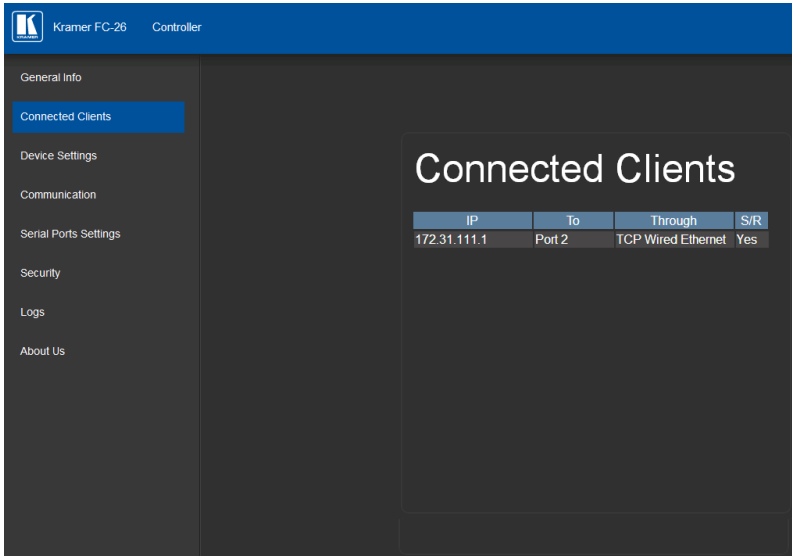 KRAMER
Kramer FC-26 Controller
General Info
Connected Clients
Device Settings
Communication
Serial Ports Settings
Security
Logs
About Us
Connected Clients
IP To Through S/R
172.31.111.1 Port 2 TCP Wired Ethernet Yes